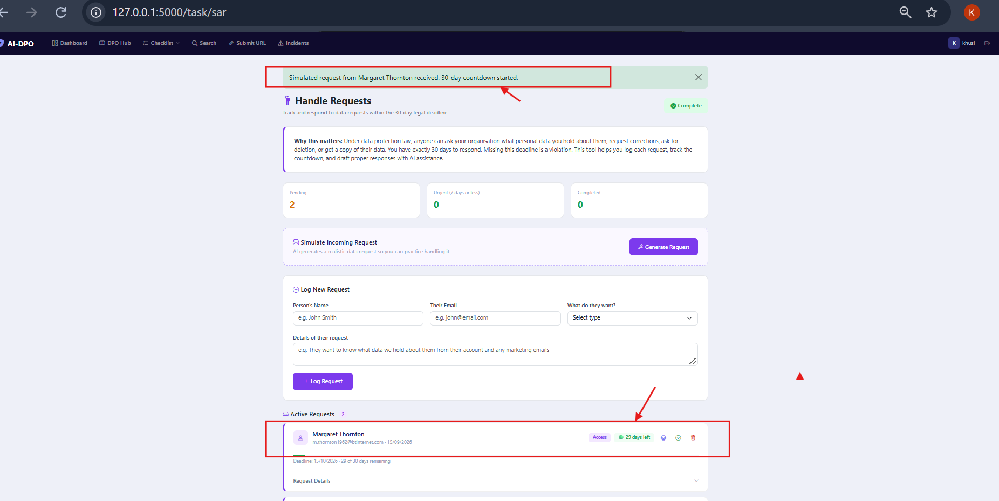 127.0.0.1:5000/task/sar
K
AI-DPO
Dashboard
DPO Hub
Checklist
Search
Submit URL
Incidents
K
khusi
Simulated request from Margaret Thornton received. 30-day countdown started.
Handle Requests
Track and respond to data requests within the 30-day legal deadline
Complete
Why this matters: Under data protection law, anyone can ask your organisation what personal data you hold about them, request corrections, ask for
deletion, or get a copy of their data. You have exactly 30 days to respond. Missing this deadline is a violation. This tool helps you log each request, track the
countdown, and draft proper responses with AI assistance.
Pending
2
Urgent (7 days or less)
0
Completed
0
Simulate Incoming Request
AI generates a realistic data request so you can practice handling it.
Generate Request
Log New Request
Person's Name
Their Email
What do they want?
e.g. John Smith
e.g. john@email.com
Select type
Details of their request
e.g. They want to know what data we hold about them from their account and any marketing emails
+ Log Request
Active Requests 2
Margaret Thornton
m.thornton1962@btinternet.com · 15/09/2026
Access
29 days left
Deadline: 15/10/2026 · 29 of 30 days remaining
Request Details